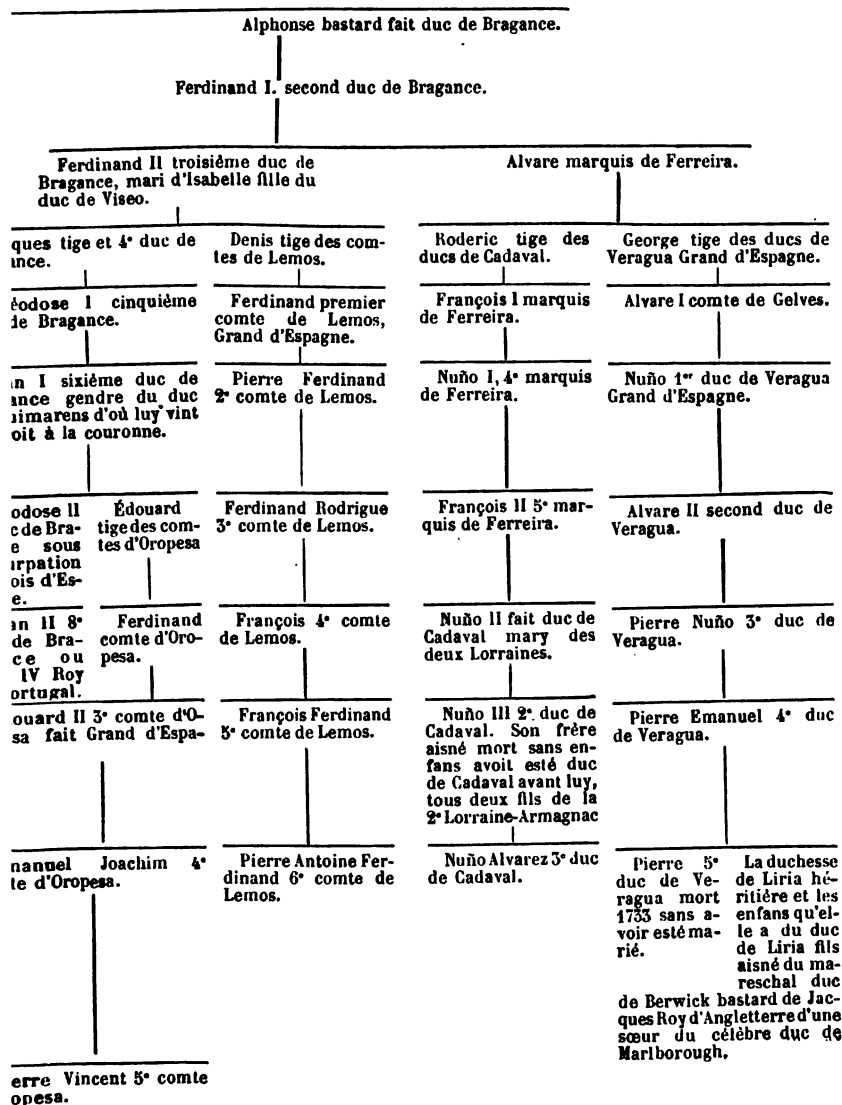 Alphonse bastard fait duc de Bragance.
Ferdinand I. second duc de Bragance.
Ferdinand II troisième duc de
Bragance, mari d'Isabelle fille du
duc de Viseo.
Alvare marquis de Ferreira.
ques tige et 4e duc de
ance.
Denis tige des com-
tes de Lemos.
Roderic tige des
ducs de Cadaval.
George tige des ducs de
Veragua Grand d'Espagne.
éodose I cinquième
de Bragance.
Ferdinand premier
comte de Lemos,
Grand d'Espagne.
François I marquis
de Ferreira.
Alvare I comte de Gelves.
n I sixième duc de
ance gendre du duc
uimarens d'où luy vint
oit à la couronne.
Pierre Ferdinand
2e comte de Lemos.
Nuño I, 4e marquis
de Ferreira.
Nuño 1er duc de Veragua
Grand d'Espagne.
odose II
c de Bra-
e sous
urpation
ois d'Es-
e.
Édouard
tige des com-
tes d'Oropesa
Ferdinand Rodrigue
3e comte de Lemos.
François II 5e mar-
quis de Ferreira.
Alvare II second duc de
Veragua.
an II 8e
de Bra-
ce ou
IV Roy
ortugal.
Ferdinand
comte d'Oro-
pesa.
François 4e comte
de Lemos.
Nuño II fait duc de
Cadaval mary des
deux Lorraines.
Pierre Nuño 3e duc de
Veragua.
ouard II 3e comte d'O-
sa fait Grand d'Espa-
François Ferdinand
5e comte de Lemos.
Nuño III 2e. duc de
Cadaval. Son frère
aisné mort sans en-
fans avoit esté duc
de Cadaval avant luy,
tous deux fils de la
2e Lorraine-Armagnac
Pierre Emanuel 4e duc
de Veragua.
manuel Joachim 4e
te d'Oropesa.
Pierre Antoine Fer-
dinand 6e comte de
Lemos.
Nuño Alvarez 3e duc
de Cadaval.
Pierre 5e
duc de Ve-
ragua mort
1733 sans a-
voir esté ma-
rié.
La duchesse
de Liria hé-
ritière et les
enfans qu'el-
le a du duc
de Liria fils
aisné du ma-
reschal duc
de Berwick bastard de Jac-
ques Roy d'Angletterre d'une
sœur du célèbre duc de
Marlborough.
erre Vincent 5e comte
opesa.